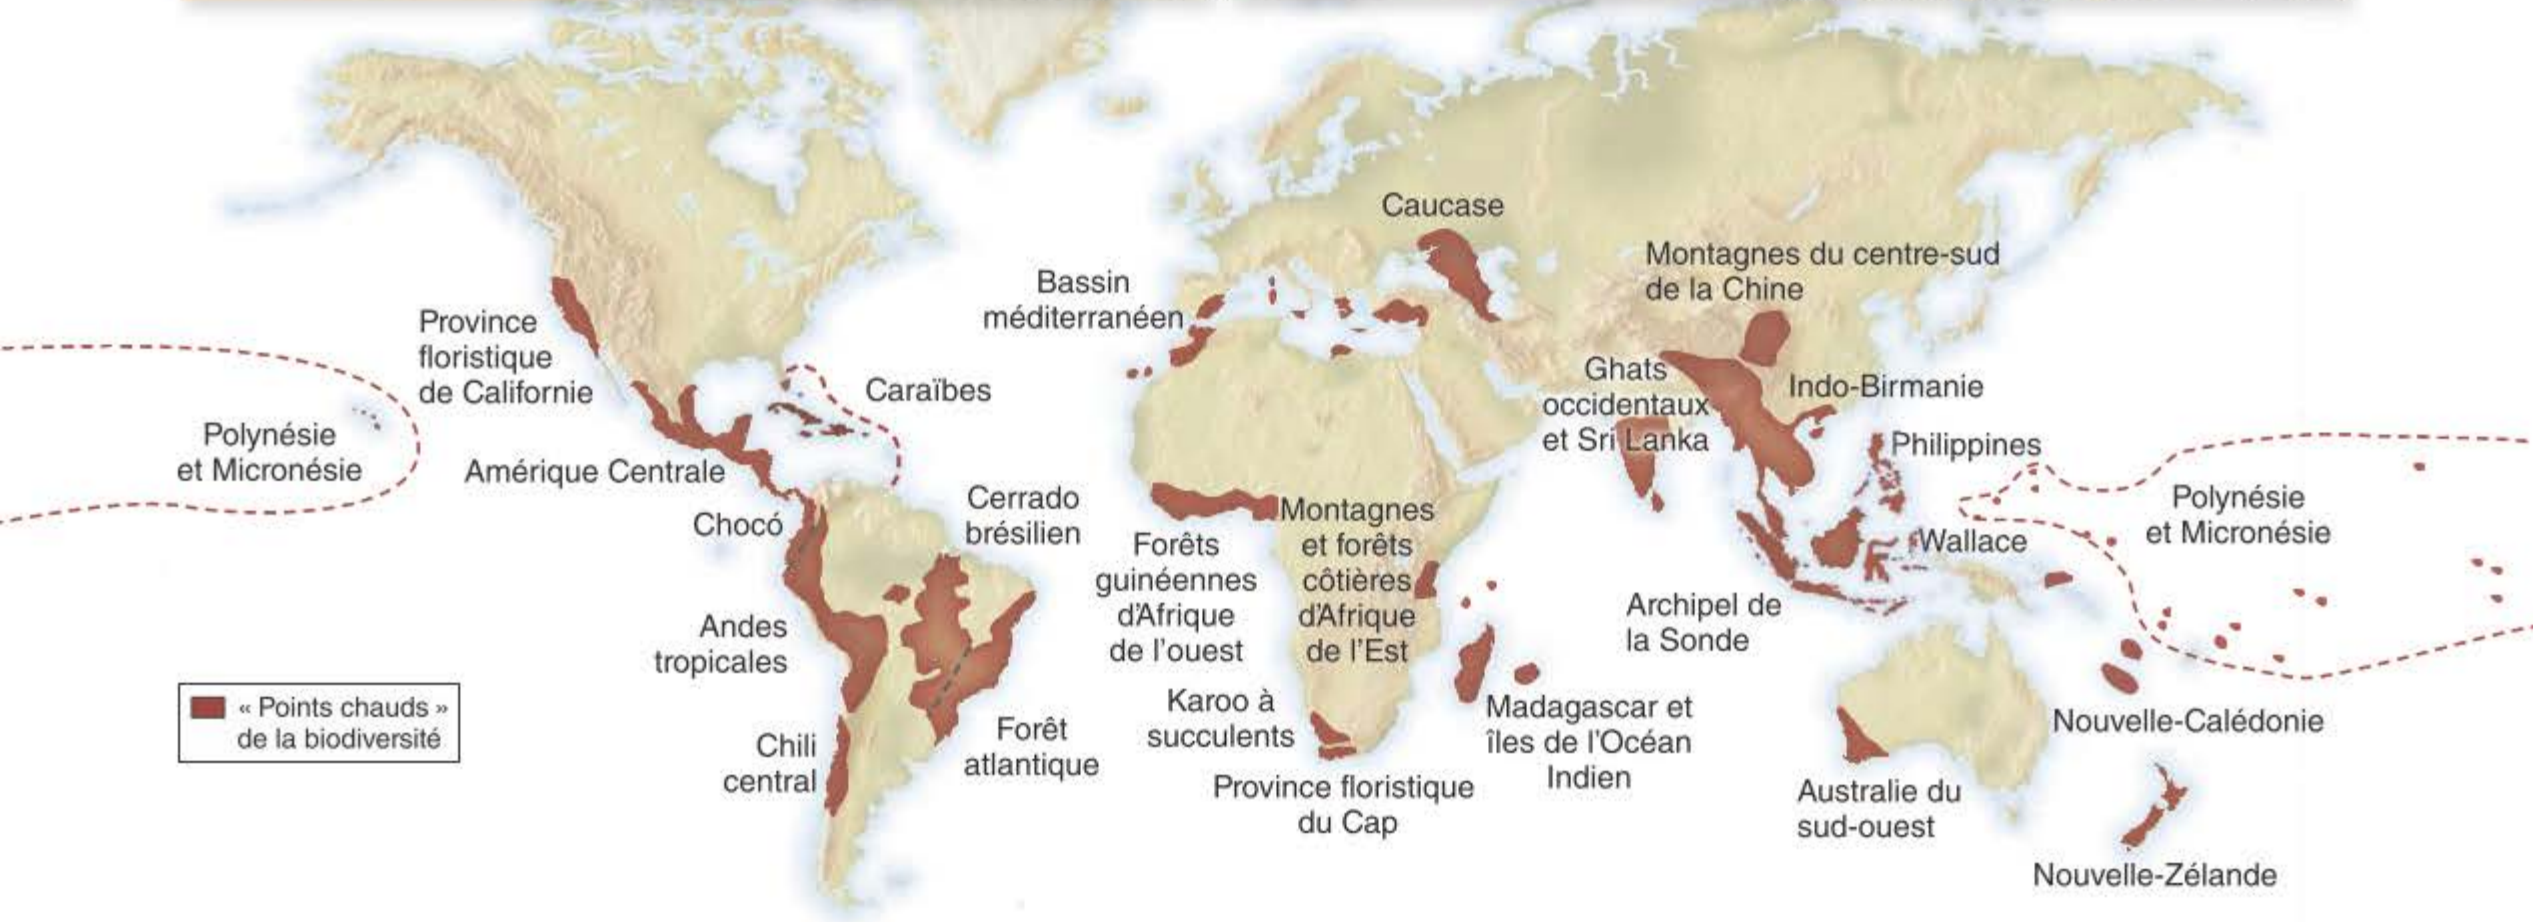 Caucase
Montagnes du centre-sud
de la Chine
Bassin
méditerranéen
Province
floristique
de Californie
Ghats
occidentaux
et Sri Lanka
Indo-Birmanie
Caraïbes
Polynésie
et Micronésie
Philippines
Amérique Centrale
Cerrado
brésilien
Polynésie
et Micronésie
Chocó
Montagnes
et forêts
côtières
d'Afrique
de l'Est
Forêts
guinéennes
d'Afrique
de l'ouest
Wallace
Archipel de
la Sonde
Andes
tropicales
« Points chauds »
de la biodiversité
Karoo à
succulents
Madagascar et
îles de l'Océan
Indien
Nouvelle-Calédonie
Forêt
atlantique
Chili
central
Province floristique
du Cap
Australie du
sud-ouest
Nouvelle-Zélande